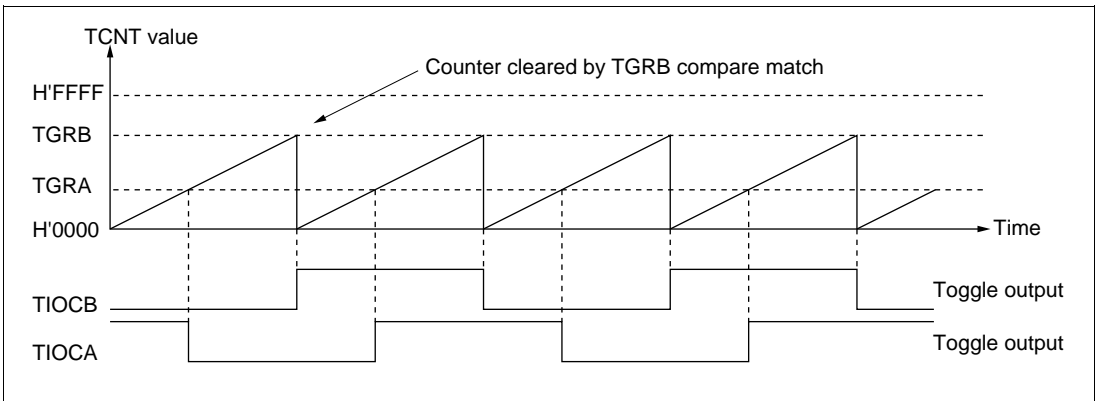 TCNT value
Counter cleared by TGRB compare match
H'FFFF
TGRB
TGRA
H'0000
Time
TIOCB
Toggle output
TIOCA
Toggle output